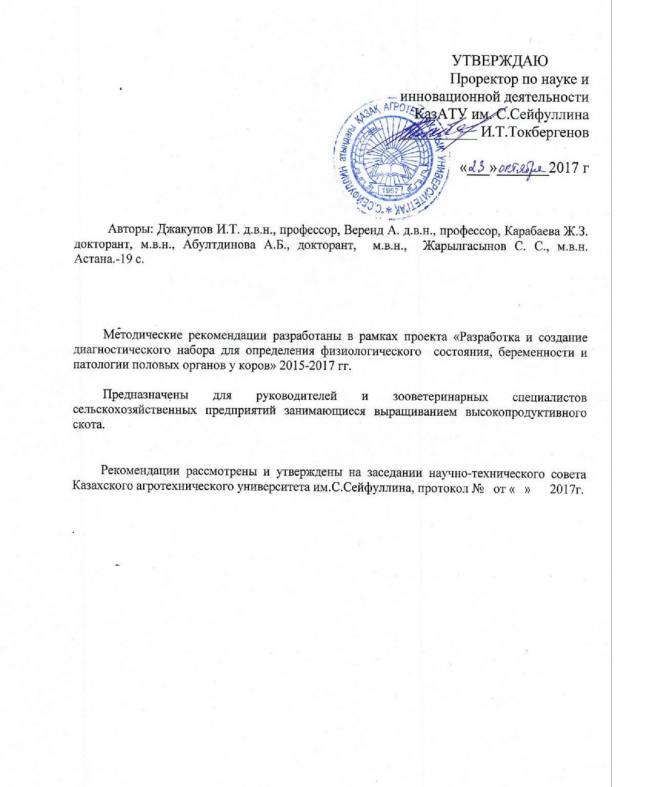 УТВЕРЖДАЮ
Проректор по науке и
инновационной деятельности
КазАТУ им. С.Сейфуллина
И.Т.Токбергенов
«23» октября 2017 г
1957
Авторы: Джакупов И.Т. д.в.н., профессор, Веренд А. д.в.н., профессор, Карабаева Ж.З.
докторант, м.в.н., Абултдинова А.Б., докторант, м.в.н., Жарылгасынов С. С., м.в.н.
Астана.-19 с.
Методические рекомендации разработаны в рамках проекта «Разработка и создание
диагностического набора для определения физиологического состояния, беременности и
патологии половых органов у коров» 2015-2017 гг.
Предназначены для руководителей и зооветеринарных специалистов
сельскохозяйственных предприятий занимающиеся выращиванием высокопродуктивного
скота.
Рекомендации рассмотрены и утверждены на заседании научно-технического совета
Казахского агротехнического университета им.С.Сейфуллина, протокол № от « » 2017г.